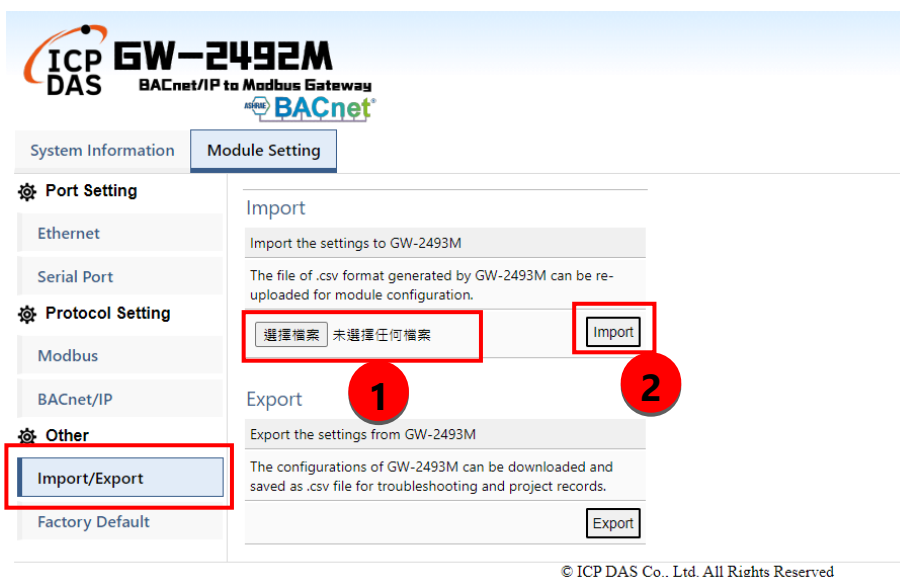 ICP DAS GW-2492M
BACnet/IP to Modbus Gateway
ASHRAE BACnet
System Information Module Setting
Port Setting
Ethernet
Serial Port
Protocol Setting
Modbus
BACnet/IP
Other
Import/Export
Factory Default
Import
Import the settings to GW-2493M
The file of .csv format generated by GW-2493M can be re-
uploaded for module configuration.
選擇檔案 未選擇任何檔案 Import
1 2
Export
Export the settings from GW-2493M
The configurations of GW-2493M can be downloaded and
saved as .csv file for troubleshooting and project records.
Export
© ICP DAS Co., Ltd. All Rights Reserved